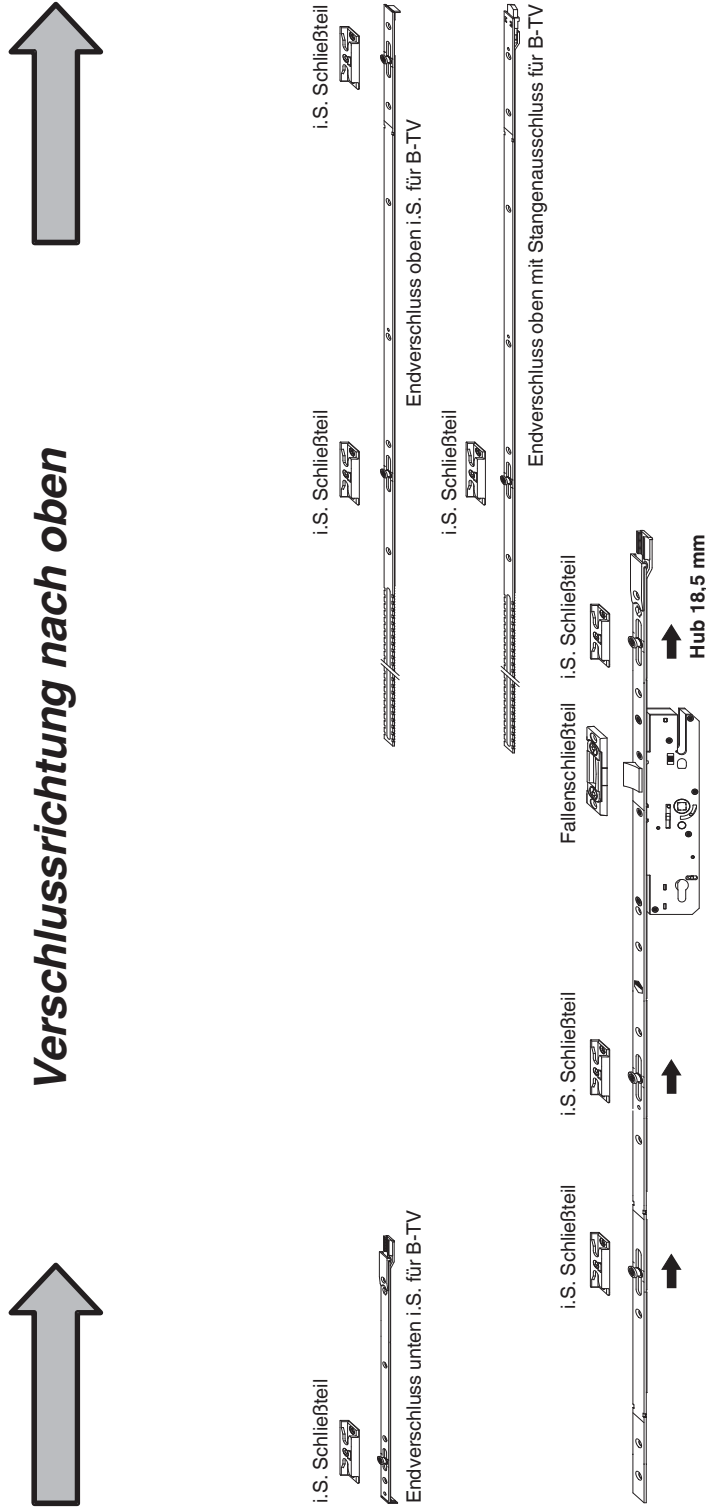 Verschlussrichtung nach oben
i.S. Schließteil
Endverschluss unten i.S. für B-TV
i.S. Schließteil
i.S. Schließteil
Endverschluss oben i.S. für B-TV
i.S. Schließteil
Endverschluss oben mit Stangenausschluss für B-TV
i.S. Schließteil
i.S. Schließteil
Fallenschließteil
i.S. Schließteil
Hub 18.5 mm